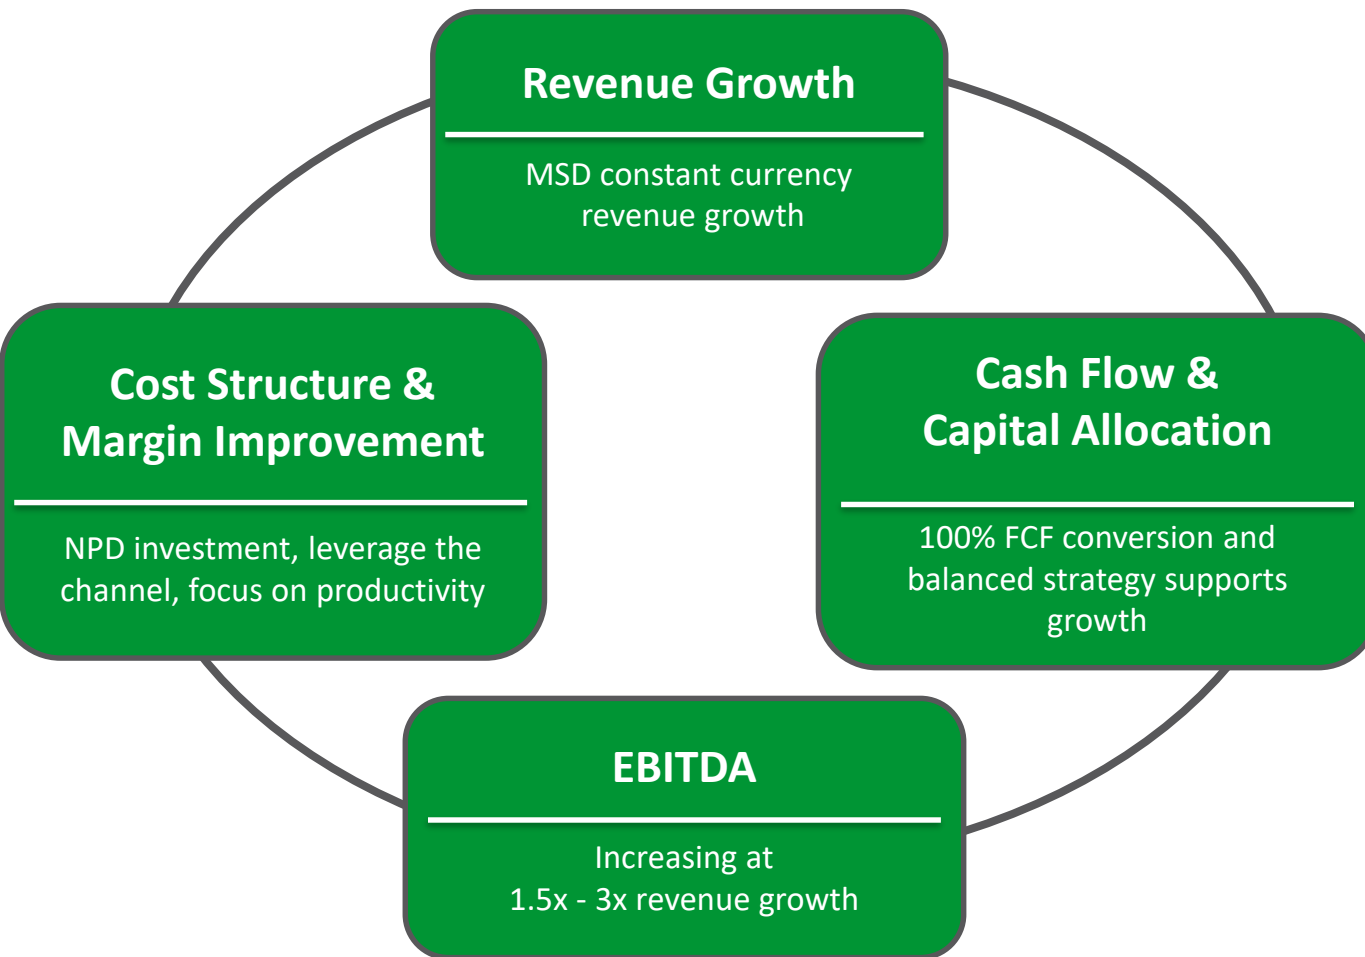 Revenue Growth
MSD constant currency
revenue growth
Cost Structure &
Margin Improvement
NPD investment, leverage the
channel, focus on productivity
Cash Flow &
Capital Allocation
100% FCF conversion and
balanced strategy supports
growth
EBITDA
Increasing at
1.5x - 3x revenue growth